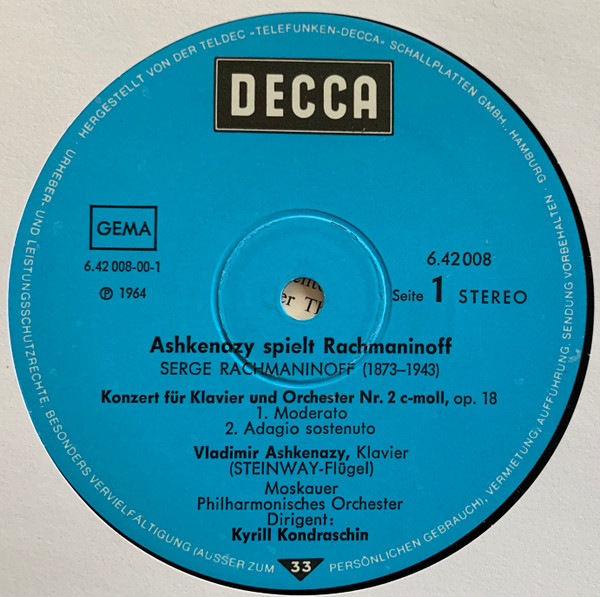 HERGESTELLT VON DER TELDEC »TELEFUNKEN-DECCA« SCHALLPLATTEN GMBH., HAMBURG
URHEBER- UND LEISTUNGSSCHUTZRECHTE, BESONDERS VERVIELFÄLTIGUNG (AUSSER ZUM PERSÖNLICHEN GEBRAUCH), VERMIETUNG, AUFFÜHRUNG, SENDUNG VORBEHALTEN
DECCA
GEMA
6.42 008-00-1
Ⓟ 1964
6.42008
Seite 1 STEREO
Ashkenazy spielt Rachmaninoff
SERGE RACHMANINOFF (1873–1943)
Konzert für Klavier und Orchester Nr. 2 c-moll, op. 18
1. Moderato
2. Adagio sostenuto
Vladimir Ashkenazy, Klavier
(STEINWAY-Flügel)
Moskauer
Philharmonisches Orchester
Dirigent:
Kyrill Kondraschin
33